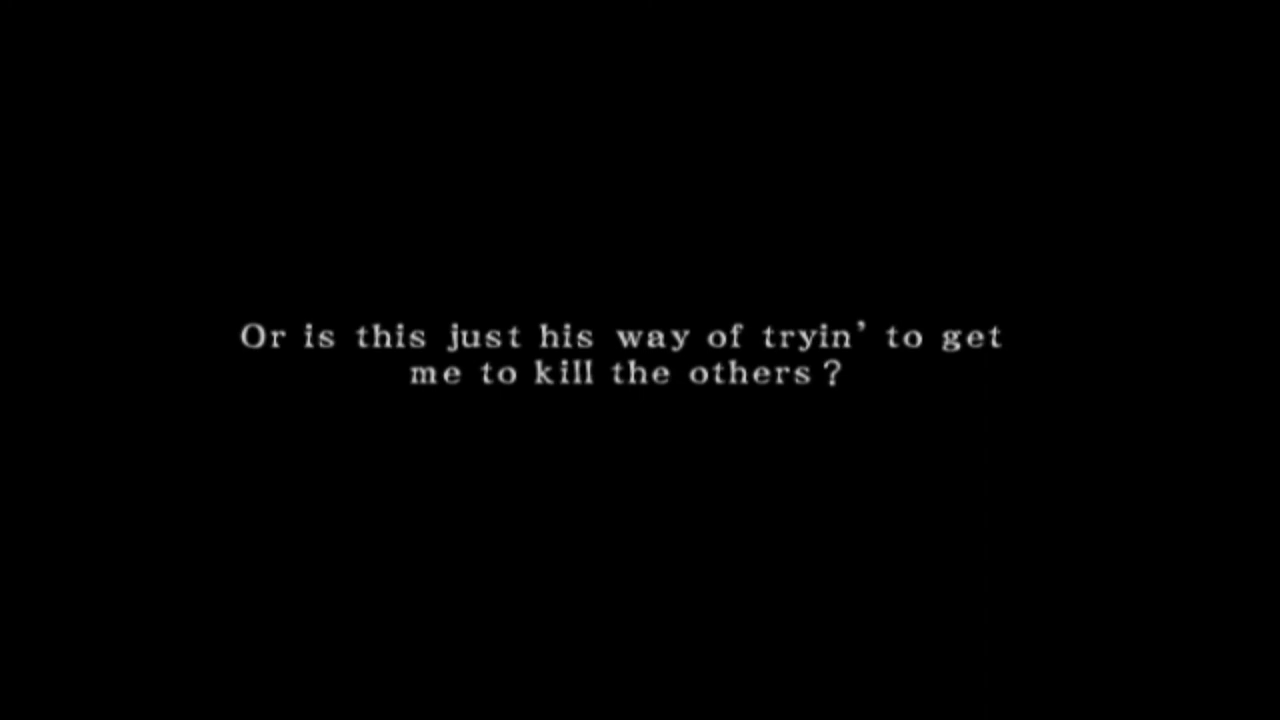 Or is this just his way of tryin’ to get
me to kill the others?